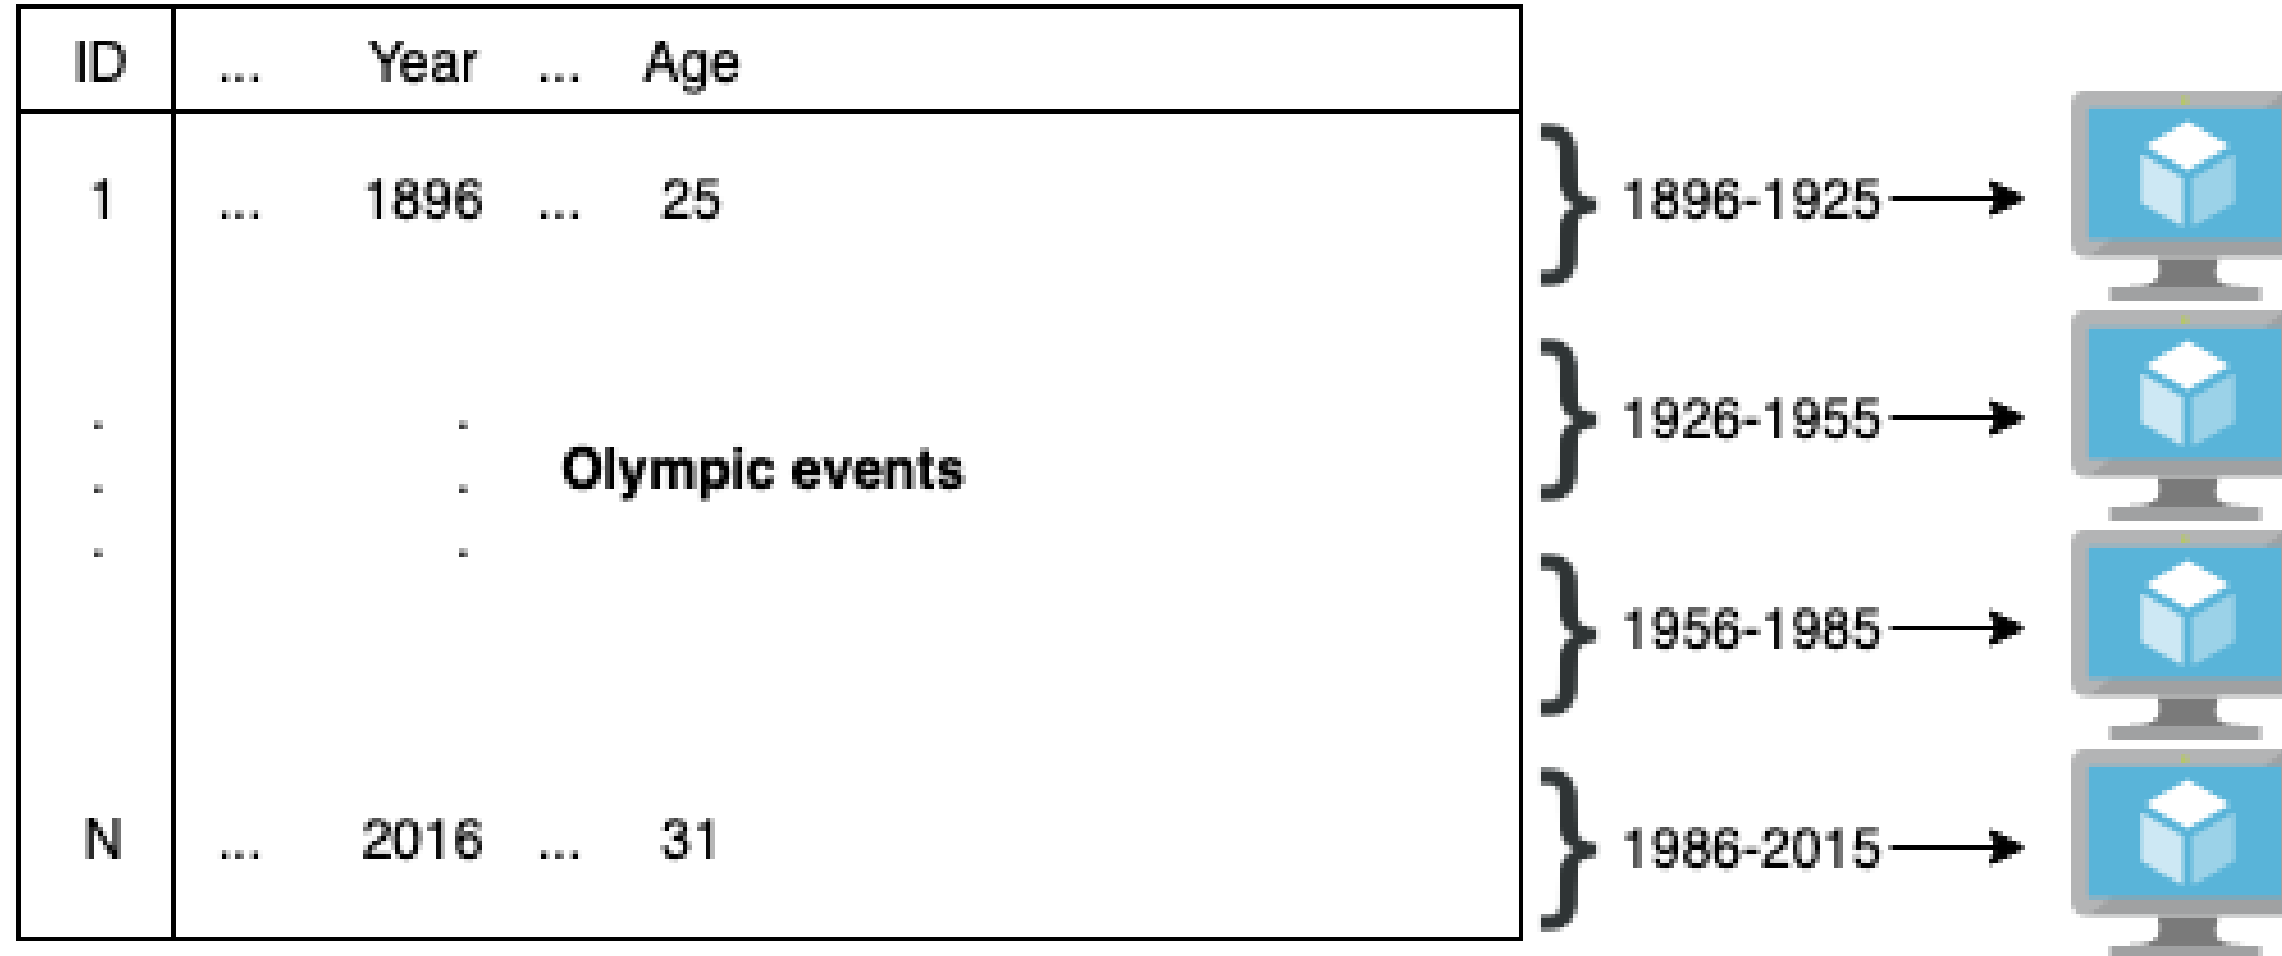 ID ... Year ... Age
1 ... 1896 ... 25
1896-1925
1926-1955
. .
. Olympic events
. .
1956-1985
N ... 2016 ... 31
1986-2015